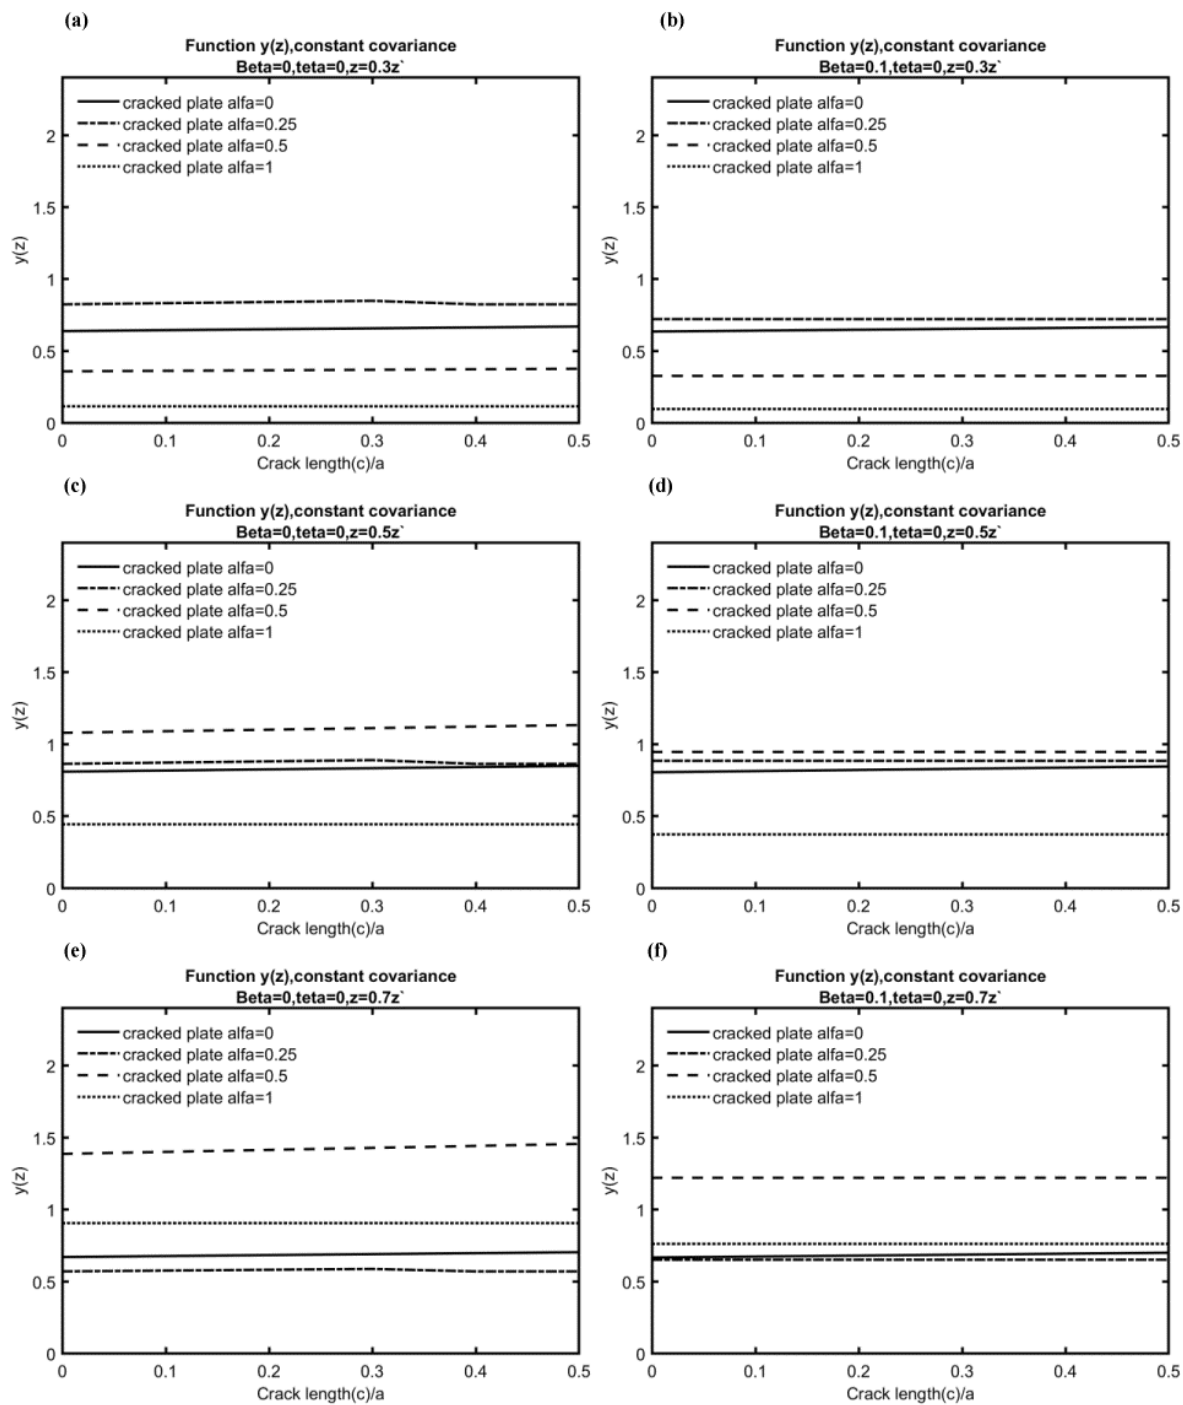 (a)
Function y(z),constant covariance
Beta=0,teta=0,z=0.3z`
cracked plate alfa=0
cracked plate alfa=0.25
cracked plate alfa=0.5
cracked plate alfa=1
2
1.5
1
0.5
0
y(z)
0 0.1 0.2 0.3 0.4 0.5
Crack length(c)/a
(b)
Function y(z),constant covariance
Beta=0.1,teta=0,z=0.3z`
cracked plate alfa=0
cracked plate alfa=0.25
cracked plate alfa=0.5
cracked plate alfa=1
2
1.5
1
0.5
0
y(z)
0 0.1 0.2 0.3 0.4 0.5
Crack length(c)/a
(c)
Function y(z),constant covariance
Beta=0,teta=0,z=0.5z`
cracked plate alfa=0
cracked plate alfa=0.25
cracked plate alfa=0.5
cracked plate alfa=1
2
1.5
1
0.5
0
y(z)
0 0.1 0.2 0.3 0.4 0.5
Crack length(c)/a
(d)
Function y(z),constant covariance
Beta=0.1,teta=0,z=0.5z`
cracked plate alfa=0
cracked plate alfa=0.25
cracked plate alfa=0.5
cracked plate alfa=1
2
1.5
1
0.5
0
y(z)
0 0.1 0.2 0.3 0.4 0.5
Crack length(c)/a
(e)
Function y(z),constant covariance
Beta=0,teta=0,z=0.7z`
cracked plate alfa=0
cracked plate alfa=0.25
cracked plate alfa=0.5
cracked plate alfa=1
2
1.5
1
0.5
0
y(z)
0 0.1 0.2 0.3 0.4 0.5
Crack length(c)/a
(f)
Function y(z),constant covariance
Beta=0.1,teta=0,z=0.7z`
cracked plate alfa=0
cracked plate alfa=0.25
cracked plate alfa=0.5
cracked plate alfa=1
2
1.5
1
0.5
0
y(z)
0 0.1 0.2 0.3 0.4 0.5
Crack length(c)/a